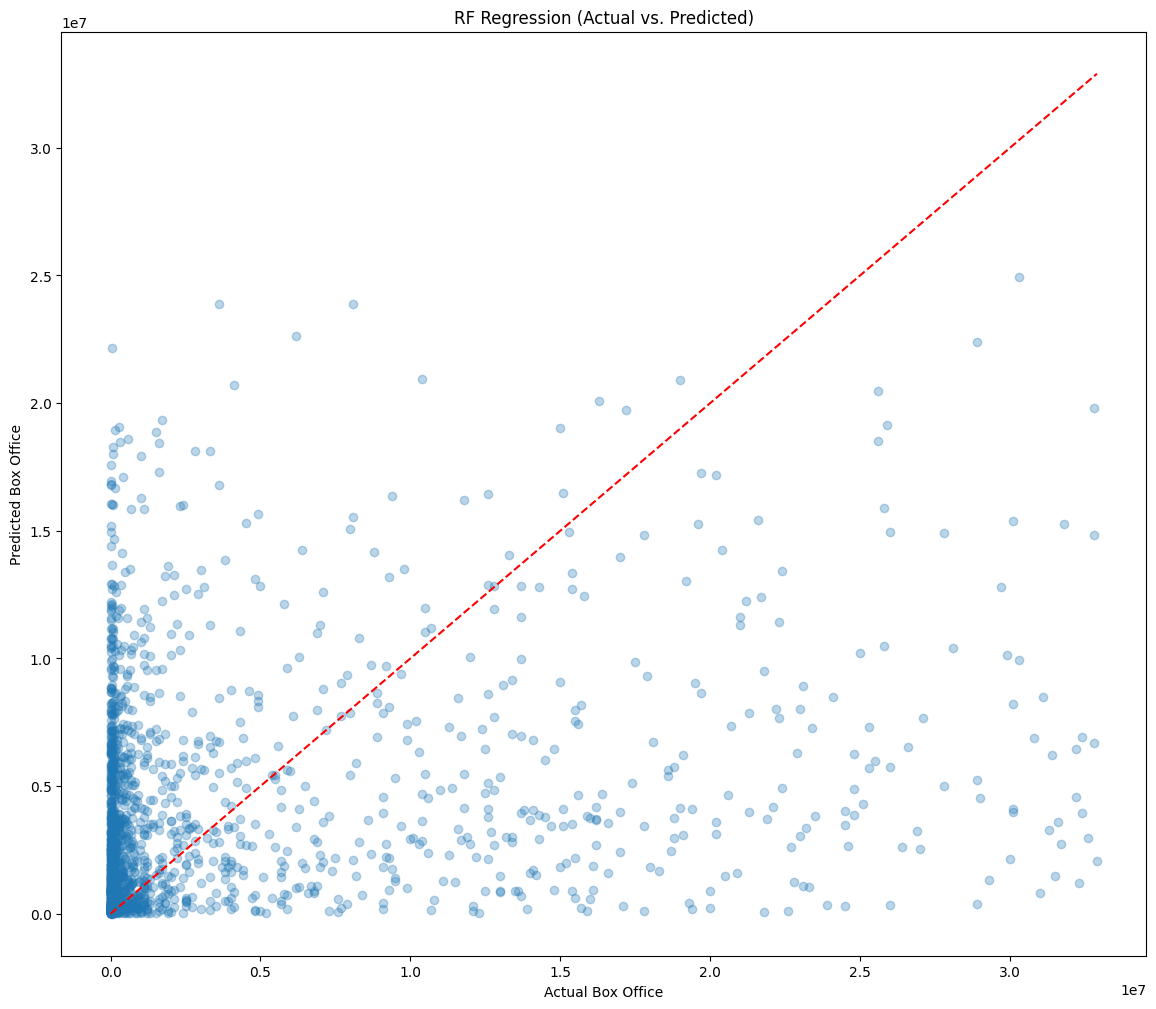 RF Regression (Actual vs. Predicted)
1e7
3.0
2.5
2.0
1.5
1.0
0.5
0.0
Predicted Box Office
0.0 0.5 1.0 1.5 2.0 2.5 3.0
1e7
Actual Box Office